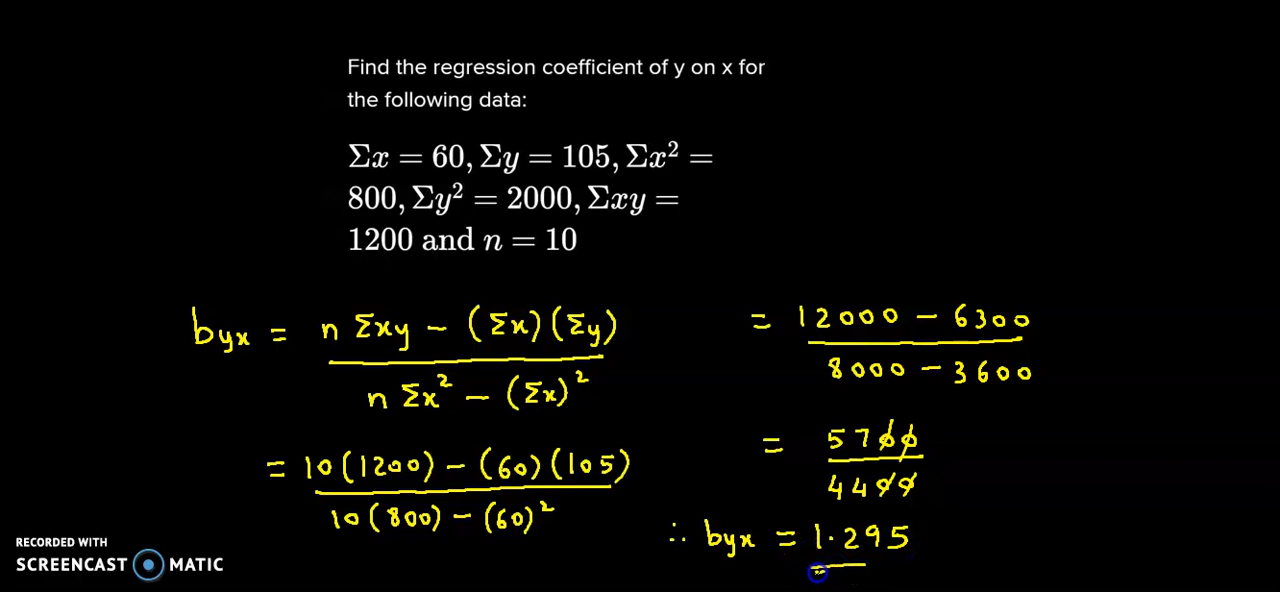 Find the regression coefficient of y on x for
the following data:
Σx = 60, Σy = 105, Σx² =
800, Σy² = 2000, Σxy =
1200 and n = 10
byx = n Σxy − (Σx)(Σy)
n Σx² − (Σx)²
= 10(1200) − (60)(105)
10(800) − (60)²
= 12000 − 6300
8000 − 3600
= 5700
4400
∴ byx = 1.295
RECORDED WITH
SCREENCAST MATIC